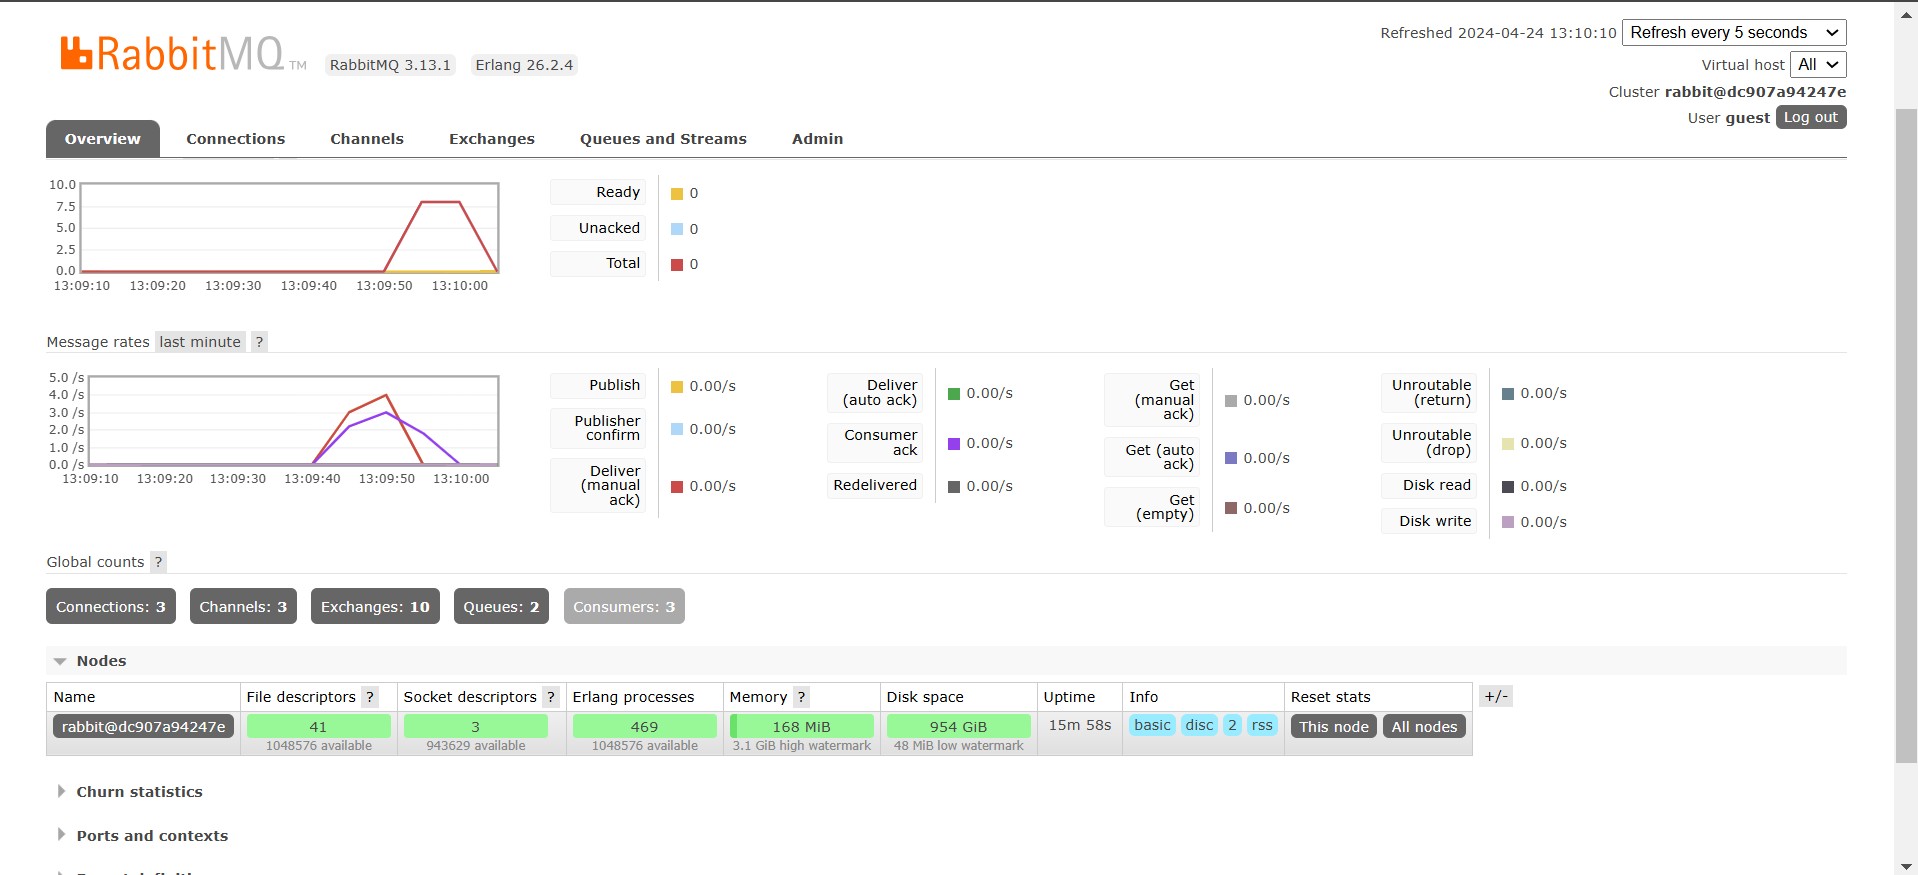 Refreshed 2024-04-24 13:10:10 Refresh every 5 seconds
RabbitMQ TM RabbitMQ 3.13.1 Erlang 26.2.4
Virtual host All
Cluster rabbit@dc907a94247e
User guest Log out
Overview Connections Channels Exchanges Queues and Streams Admin
10.0
7.5
5.0
2.5
0.0
13:09:10 13:09:20 13:09:30 13:09:40 13:09:50 13:10:00
Ready 0
Unacked 0
Total 0
Message rates last minute ?
5.0 /s
4.0 /s
3.0 /s
2.0 /s
1.0 /s
0.0 /s
13:09:10 13:09:20 13:09:30 13:09:40 13:09:50 13:10:00
Publish 0.00/s
Publisher
confirm 0.00/s
Deliver
(manual
ack) 0.00/s
Deliver
(auto ack) 0.00/s
Consumer
ack 0.00/s
Redelivered 0.00/s
Get
(manual
ack) 0.00/s
Get (auto
ack) 0.00/s
Get
(empty) 0.00/s
Unroutable
(return) 0.00/s
Unroutable
(drop) 0.00/s
Disk read 0.00/s
Disk write 0.00/s
Global counts ?
Connections: 3 Channels: 3 Exchanges: 10 Queues: 2 Consumers: 3
Nodes
Name File descriptors ? Socket descriptors ? Erlang processes Memory ? Disk space Uptime Info Reset stats +/-
rabbit@dc907a94247e 41 3 469 168 MiB 954 GiB 15m 58s basic disc 2 rss This node All nodes
1048576 available 943629 available 1048576 available 3.1 GiB high watermark 48 MiB low watermark
Churn statistics
Ports and contexts